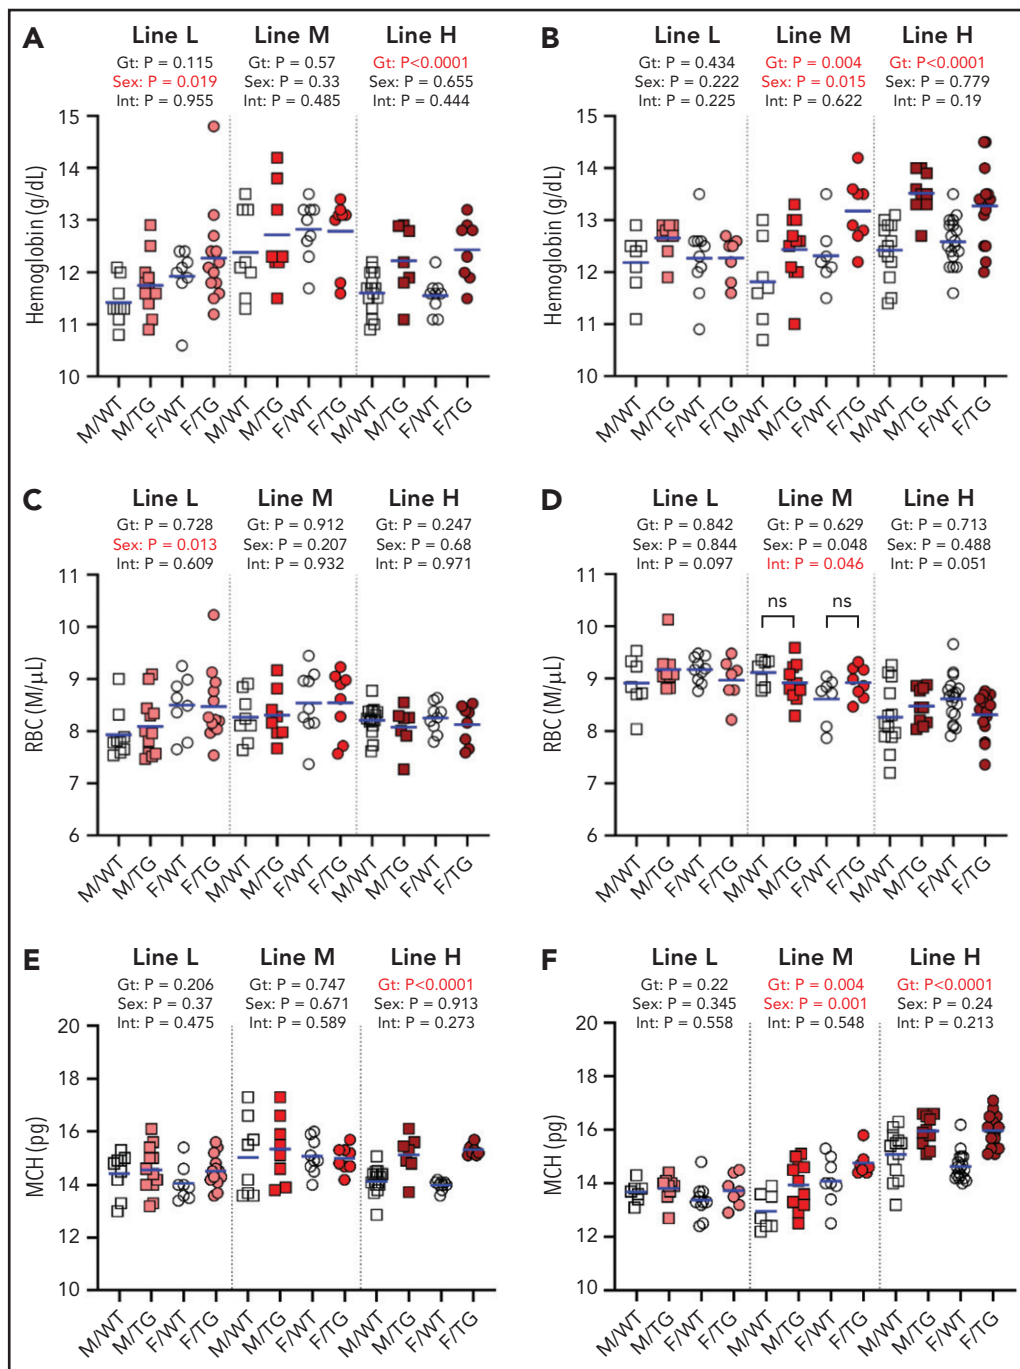 A
Line L Line M Line H
Gt: P = 0.115 Gt: P = 0.57 Gt: P<0.0001
Sex: P = 0.019 Sex: P = 0.33 Sex: P = 0.655
Int: P = 0.955 Int: P = 0.485 Int: P = 0.444
Hemoglobin (g/dL)
15
14
13
12
11
10
M/WT M/TG F/WT F/TG M/WT M/TG F/WT F/TG M/WT M/TG F/WT F/TG
B
Line L Line M Line H
Gt: P = 0.434 Gt: P = 0.004 Gt: P<0.0001
Sex: P = 0.222 Sex: P = 0.015 Sex: P = 0.779
Int: P = 0.225 Int: P = 0.622 Int: P = 0.19
Hemoglobin (g/dL)
15
14
13
12
11
10
M/WT M/TG F/WT F/TG M/WT M/TG F/WT F/TG M/WT M/TG F/WT F/TG
C
Line L Line M Line H
Gt: P = 0.728 Gt: P = 0.912 Gt: P = 0.247
Sex: P = 0.013 Sex: P = 0.207 Sex: P = 0.68
Int: P = 0.609 Int: P = 0.932 Int: P = 0.971
RBC (M/μL)
11
10
9
8
7
6
M/WT M/TG F/WT F/TG M/WT M/TG F/WT F/TG M/WT M/TG F/WT F/TG
D
Line L Line M Line H
Gt: P = 0.842 Gt: P = 0.629 Gt: P = 0.713
Sex: P = 0.844 Sex: P = 0.048 Sex: P = 0.488
Int: P = 0.097 Int: P = 0.046 Int: P = 0.051
ns ns
RBC (M/μL)
11
10
9
8
7
6
M/WT M/TG F/WT F/TG M/WT M/TG F/WT F/TG M/WT M/TG F/WT F/TG
E
Line L Line M Line H
Gt: P = 0.206 Gt: P = 0.747 Gt: P<0.0001
Sex: P = 0.37 Sex: P = 0.671 Sex: P = 0.913
Int: P = 0.475 Int: P = 0.589 Int: P = 0.273
MCH (pg)
20
18
16
14
12
10
M/WT M/TG F/WT F/TG M/WT M/TG F/WT F/TG M/WT M/TG F/WT F/TG
F
Line L Line M Line H
Gt: P = 0.22 Gt: P = 0.004 Gt: P<0.0001
Sex: P = 0.345 Sex: P = 0.001 Sex: P = 0.24
Int: P = 0.558 Int: P = 0.548 Int: P = 0.213
MCH (pg)
20
18
16
14
12
10
M/WT M/TG F/WT F/TG M/WT M/TG F/WT F/TG M/WT M/TG F/WT F/TG